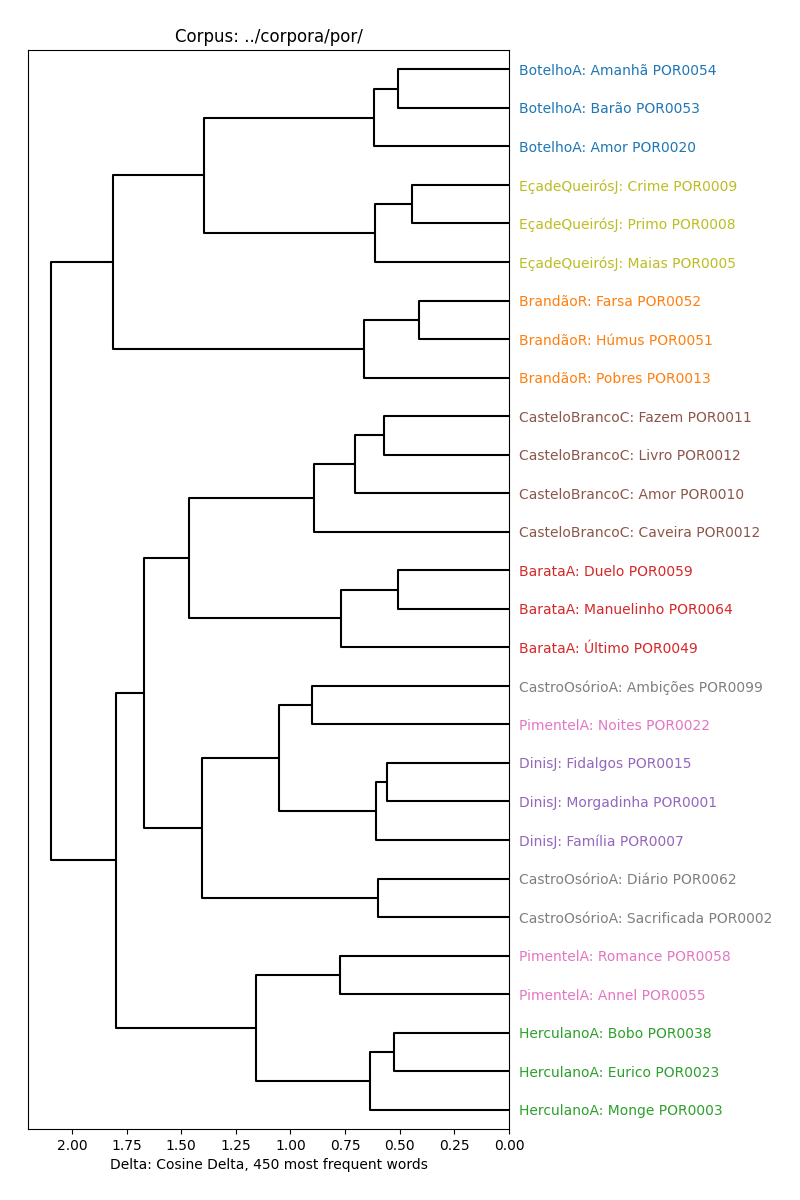 Corpus: ../corpora/por/
BotelhoA: Amanhã POR0054
BotelhoA: Barão POR0053
BotelhoA: Amor POR0020
EçadeQueirósJ: Crime POR0009
EçadeQueirósJ: Primo POR0008
EçadeQueirósJ: Maias POR0005
BrandãoR: Farsa POR0052
BrandãoR: Húmus POR0051
BrandãoR: Pobres POR0013
CasteloBrancoC: Fazem POR0011
CasteloBrancoC: Livro POR0012
CasteloBrancoC: Amor POR0010
CasteloBrancoC: Caveira POR0012
BarataA: Duelo POR0059
BarataA: Manuelinho POR0064
BarataA: Último POR0049
CastroOsórioA: Ambições POR0099
PimentelA: Noites POR0022
DinisJ: Fidalgos POR0015
DinisJ: Morgadinha POR0001
DinisJ: Família POR0007
CastroOsórioA: Diário POR0062
CastroOsórioA: Sacrificada POR0002
PimentelA: Romance POR0058
PimentelA: Annel POR0055
HerculanoA: Bobo POR0038
HerculanoA: Eurico POR0023
HerculanoA: Monge POR0003
2.00 1.75 1.50 1.25 1.00 0.75 0.50 0.25 0.00
Delta: Cosine Delta, 450 most frequent words